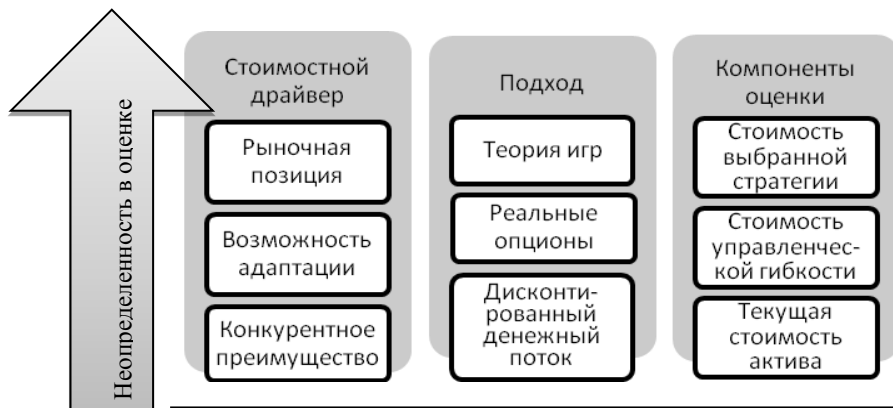 Неопределенность в оценке
Стоимостной
драйвер
Рыночная
позиция
Возможность
адаптации
Конкурентное
преимущество
Подход
Теория игр
Реальные
опционы
Дисконти-
рованный
денежный
поток
Компоненты
оценки
Стоимость
выбранной
стратегии
Стоимость
управленчес-
кой гибкости
Текущая
стоимость
актива